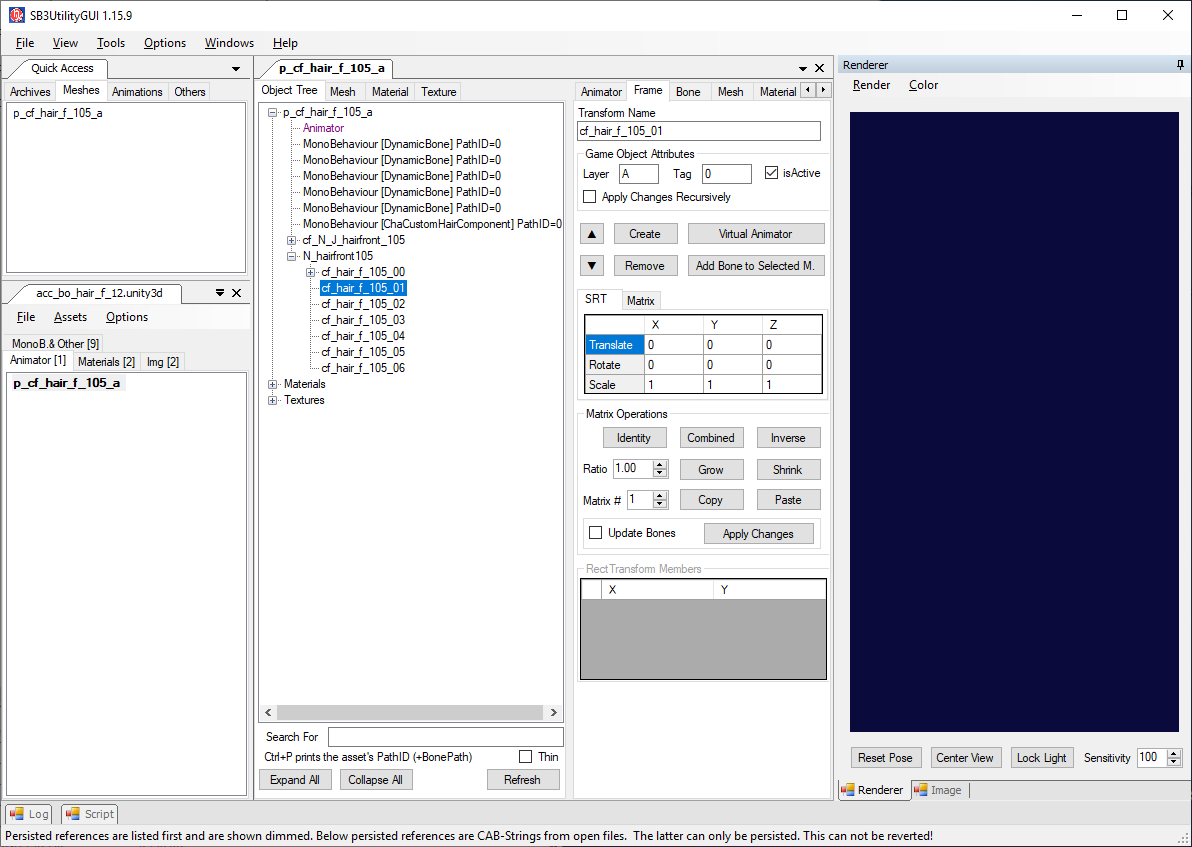 SB3UtilityGUI 1.15.9
File View Tools Options Windows Help
Quick Access
Archives Meshes Animations Others
p_cf_hair_f_105_a
acc_bo_hair_f_12.unity3d
File Assets Options
MonoB.& Other [9]
Animator [1] Materials [2] Img [2]
p_cf_hair_f_105_a
p_cf_hair_f_105_a
Object Tree Mesh Material Texture
p_cf_hair_f_105_a
Animator
MonoBehaviour [DynamicBone] PathID=0
MonoBehaviour [DynamicBone] PathID=0
MonoBehaviour [DynamicBone] PathID=0
MonoBehaviour [DynamicBone] PathID=0
MonoBehaviour [DynamicBone] PathID=0
MonoBehaviour [ChaCustomHairComponent] PathID=0
cf_N_J_hairfront_105
N_hairfront105
cf_hair_f_105_00
cf_hair_f_105_01
cf_hair_f_105_02
cf_hair_f_105_03
cf_hair_f_105_04
cf_hair_f_105_05
cf_hair_f_105_06
Materials
Textures
Search For
Ctrl+P prints the asset's PathID (+BonePath) Thin
Expand All Collapse All Refresh
Animator Frame Bone Mesh Material
Transform Name
cf_hair_f_105_01
Game Object Attributes
Layer A Tag 0 isActive
Apply Changes Recursively
▲ Create Virtual Animator
▼ Remove Add Bone to Selected M.
SRT Matrix
X Y Z
Translate 0 0 0
Rotate 0 0 0
Scale 1 1 1
Matrix Operations
Identity Combined Inverse
Ratio 1.00 Grow Shrink
Matrix # 1 Copy Paste
Update Bones Apply Changes
RectTransform Members
X Y
Renderer
Render Color
Reset Pose Center View Lock Light Sensitivity 100
Renderer Image
Log Script
Persisted references are listed first and are shown dimmed. Below persisted references are CAB-Strings from open files. The latter can only be persisted. This can not be reverted!